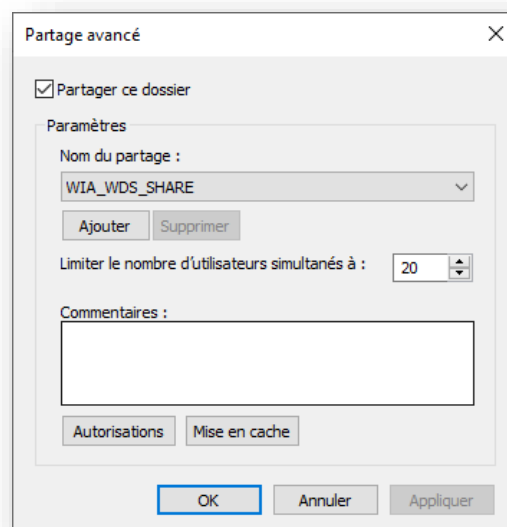 Partage avancé
Partager ce dossier
Paramètres
Nom du partage :
WIA_WDS_SHARE
Ajouter Supprimer
Limiter le nombre d'utilisateurs simultanés à : 20
Commentaires :
Autorisations Mise en cache
OK Annuler Appliquer